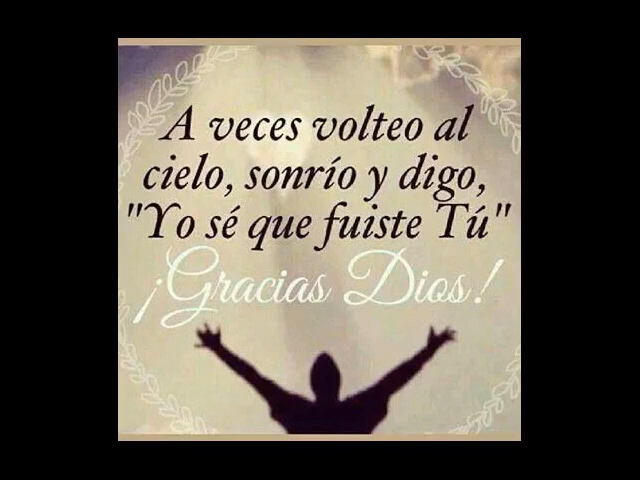 A veces volteo al
cielo, sonrío y digo,
"Yo sé que fuiste Tú"
¡Gracias Dios!